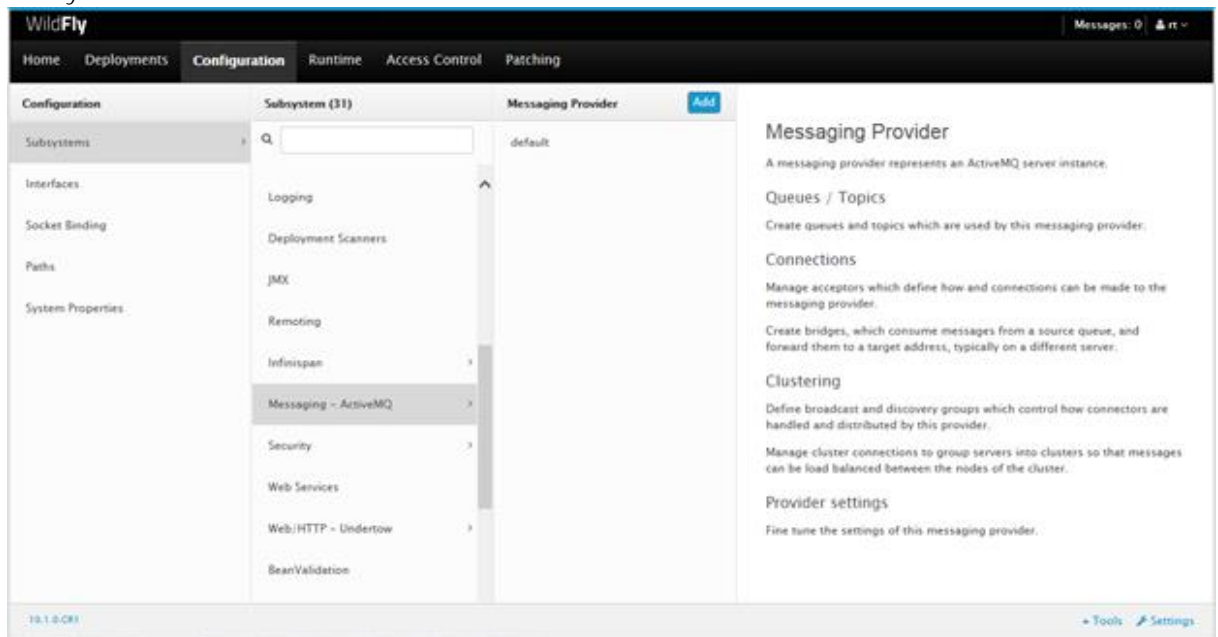 WildFly
Messages: 0 rt
Home Deployments Configuration Runtime Access Control Patching
Configuration
Subsystems
Interfaces
Socket Binding
Paths
System Properties
Subsystem (31)
Logging
Deployment Scanners
JMX
Remoting
Infinispan
Messaging - ActiveMQ
Security
Web Services
Web/HTTP - Undertow
BeanValidation
Messaging Provider Add
default
Messaging Provider
A messaging provider represents an ActiveMQ server instance.
Queues / Topics
Create queues and topics which are used by this messaging provider.
Connections
Manage acceptors which define how and connections can be made to the
messaging provider.
Create bridges, which consume messages from a source queue, and
forward them to a target address, typically on a different server.
Clustering
Define broadcast and discovery groups which control how connectors are
handled and distributed by this provider.
Manage cluster connections to group servers into clusters so that messages
can be load balanced between the nodes of the cluster.
Provider settings
Fine tune the settings of this messaging provider.
10.1.0.CR1
Tools Settings